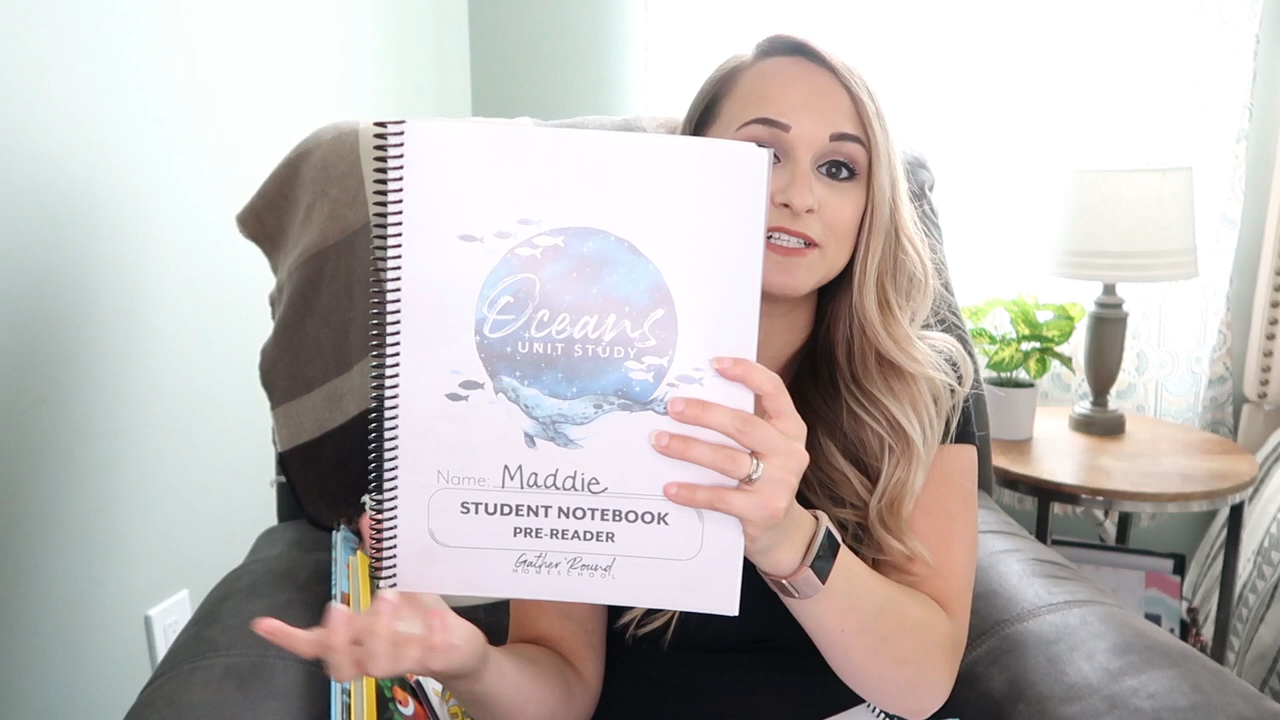 Oceans
UNIT STUDY
Name: Maddie
STUDENT NOTEBOOK
PRE-READER
Gather 'Round
HOMESCHOOL